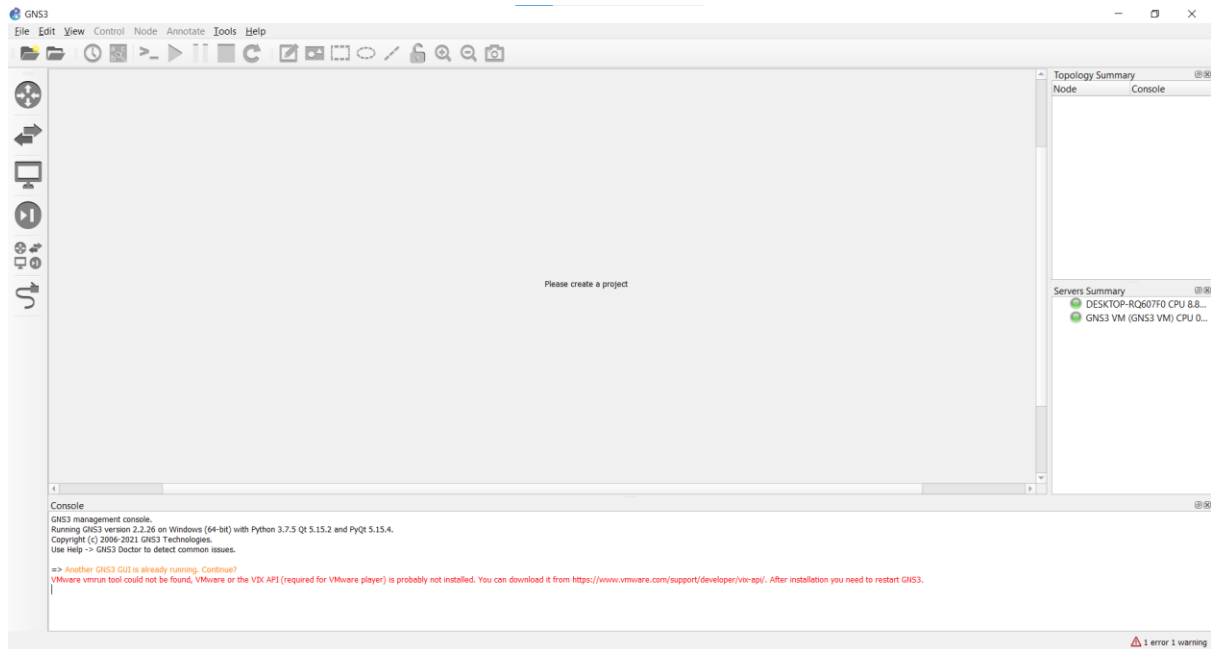 GNS3
File Edit View Control Node Annotate Tools Help
Topology Summary
Node Console
Please create a project
Servers Summary
DESKTOP-RQ607F0 CPU 8.8...
GNS3 VM (GNS3 VM) CPU 0...
Console
GNS3 management console.
Running GNS3 version 2.2.26 on Windows (64-bit) with Python 3.7.5 Qt 5.15.2 and PyQt 5.15.4.
Copyright (c) 2006-2021 GNS3 Technologies.
Use Help -> GNS3 Doctor to detect common issues.
=> Another GNS3 GUI is already running. Continue?
VMware vmrun tool could not be found, VMware or the VIX API (required for VMware player) is probably not installed. You can download it from https://www.vmware.com/support/developer/vix-api/. After installation you need to restart GNS3.
1 error 1 warning